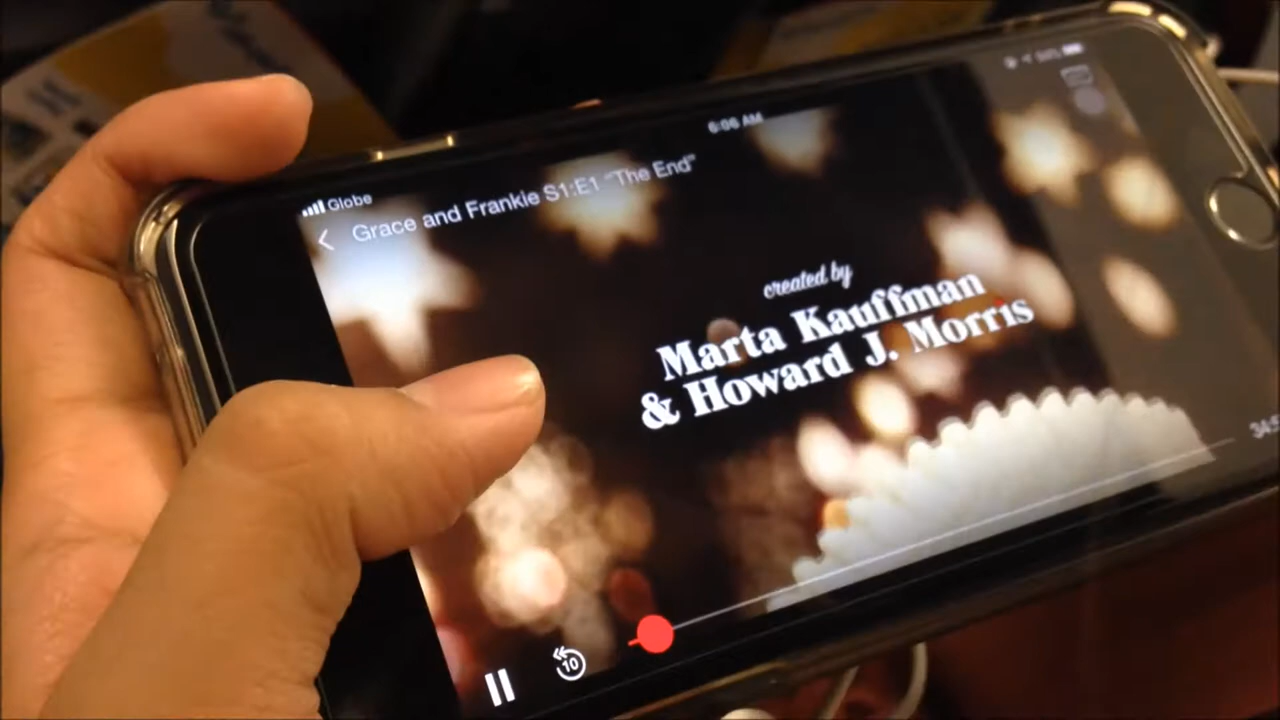 Globe
6:06 AM
Grace and Frankie S1:E1 "The End"
created by
Marta Kauffman
& Howard J. Morris
10